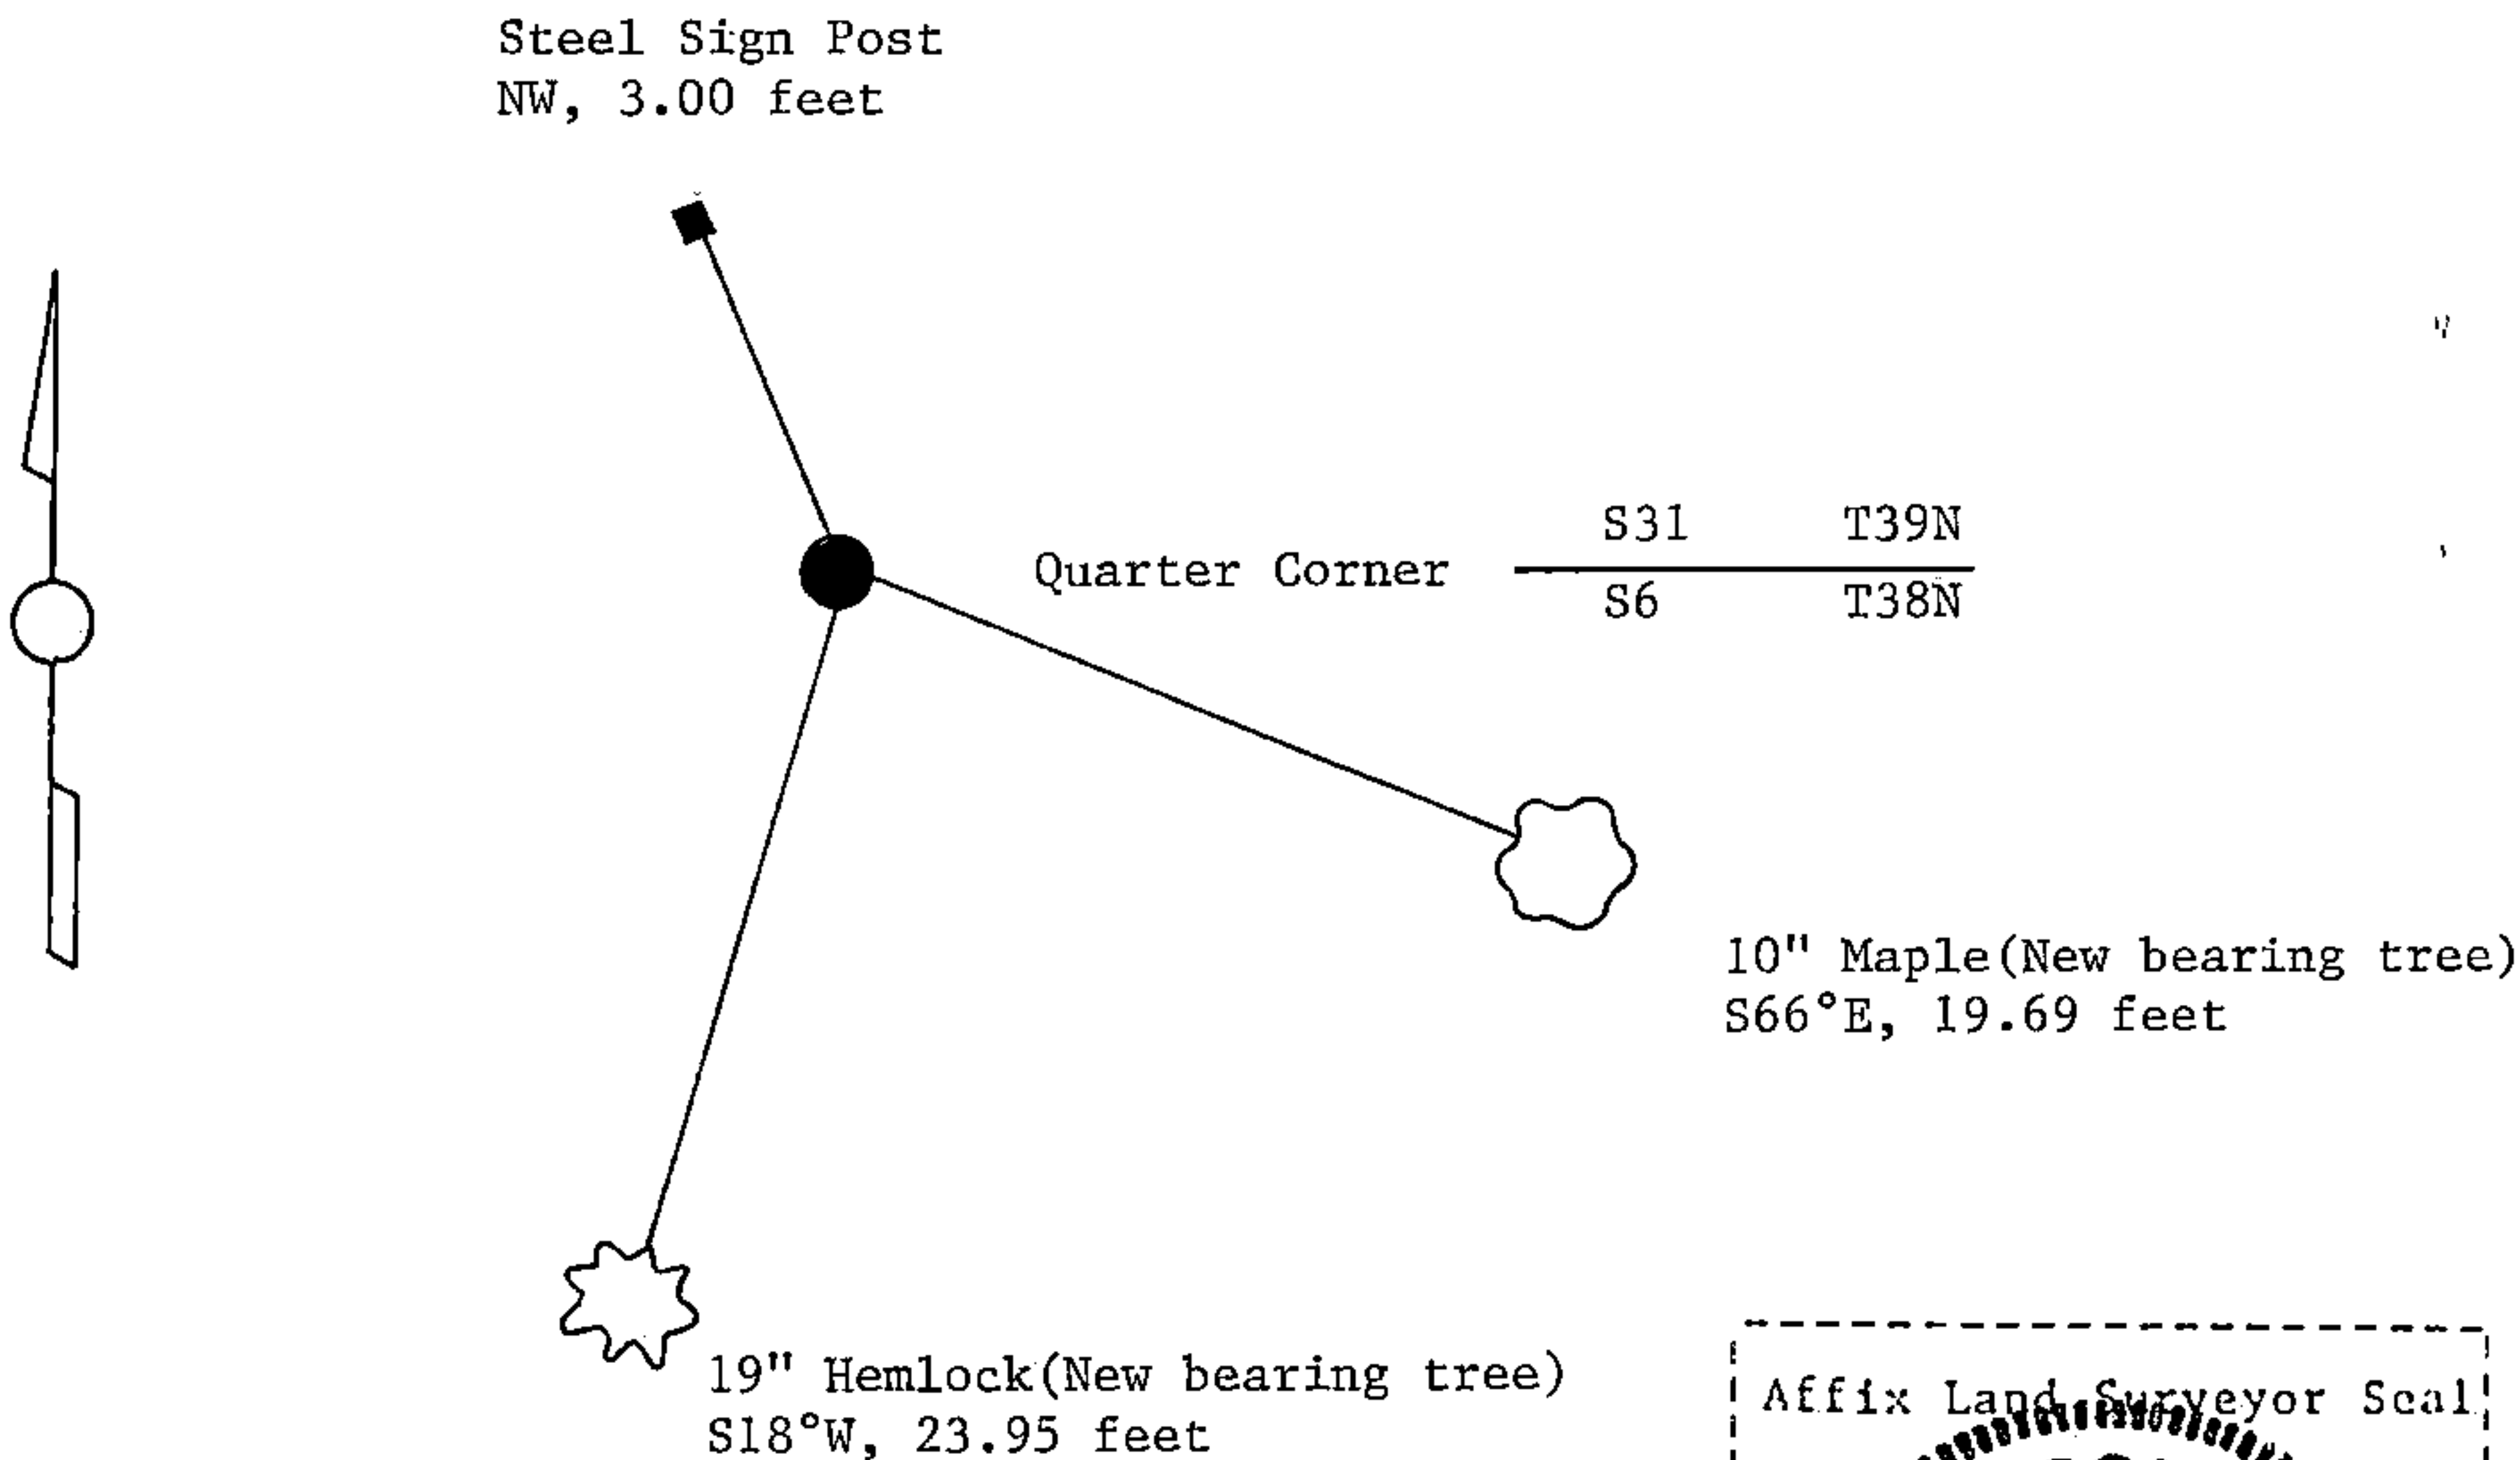 Steel Sign Post
NW, 3.00 feet
S31 T39N
Quarter Corner
S6 T38N
10" Maple(New bearing tree)
S66°E, 19.69 feet
19" Hemlock(New bearing tree)
S18°W, 23.95 feet
Affix Land Surveyor Seal